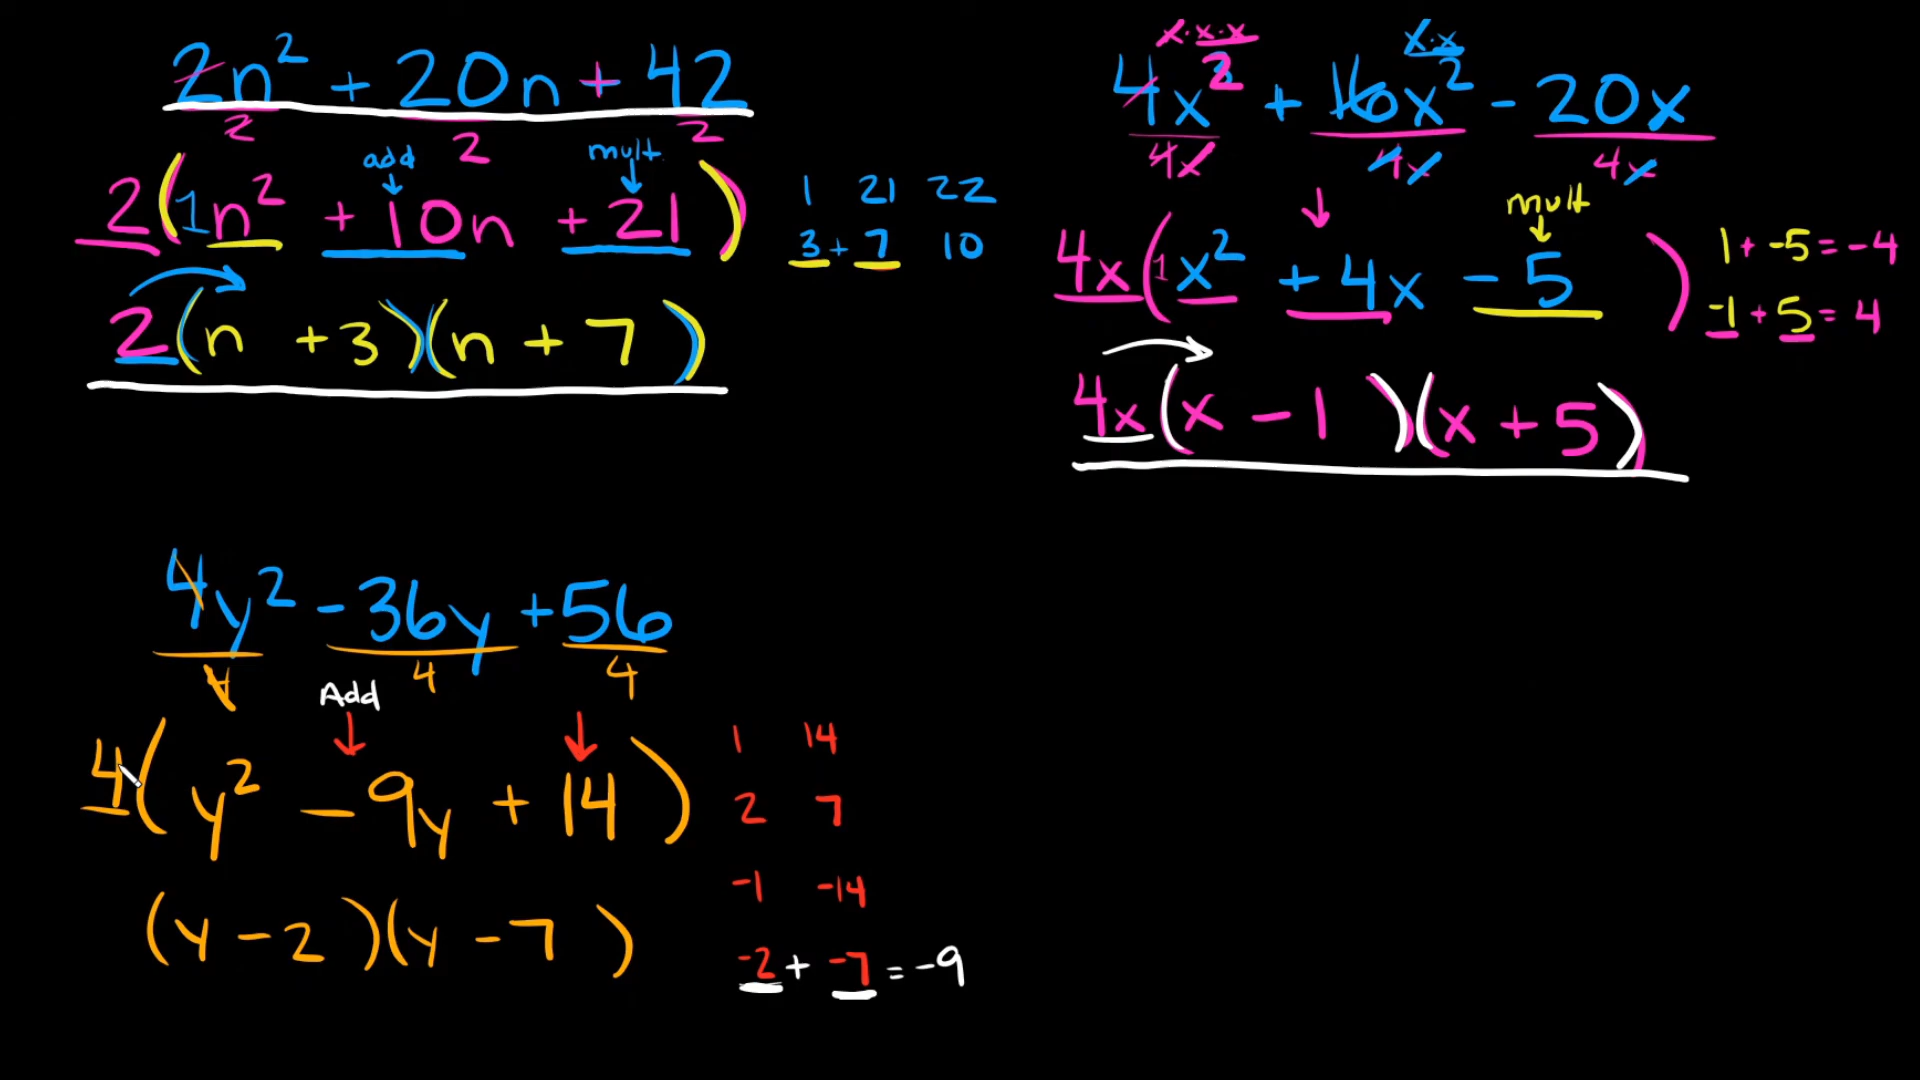 2n² + 20n + 42
2 2 2
add mult.
2(1n² + 10n + 21)
1 21 22
3 + 7 10
2(n + 3)(n + 7)
x·x·x x·x
4x³ + 16x² - 20x
4x 4x 4x
mult
4x(1x² + 4x - 5)
1 + -5 = -4
-1 + 5 = 4
4x(x - 1)(x + 5)
4y² - 36y + 56
4 4 4
Add
4(y² - 9y + 14)
1 14
2 7
-1 -14
-2 + -7 = -9
(y - 2)(y - 7)